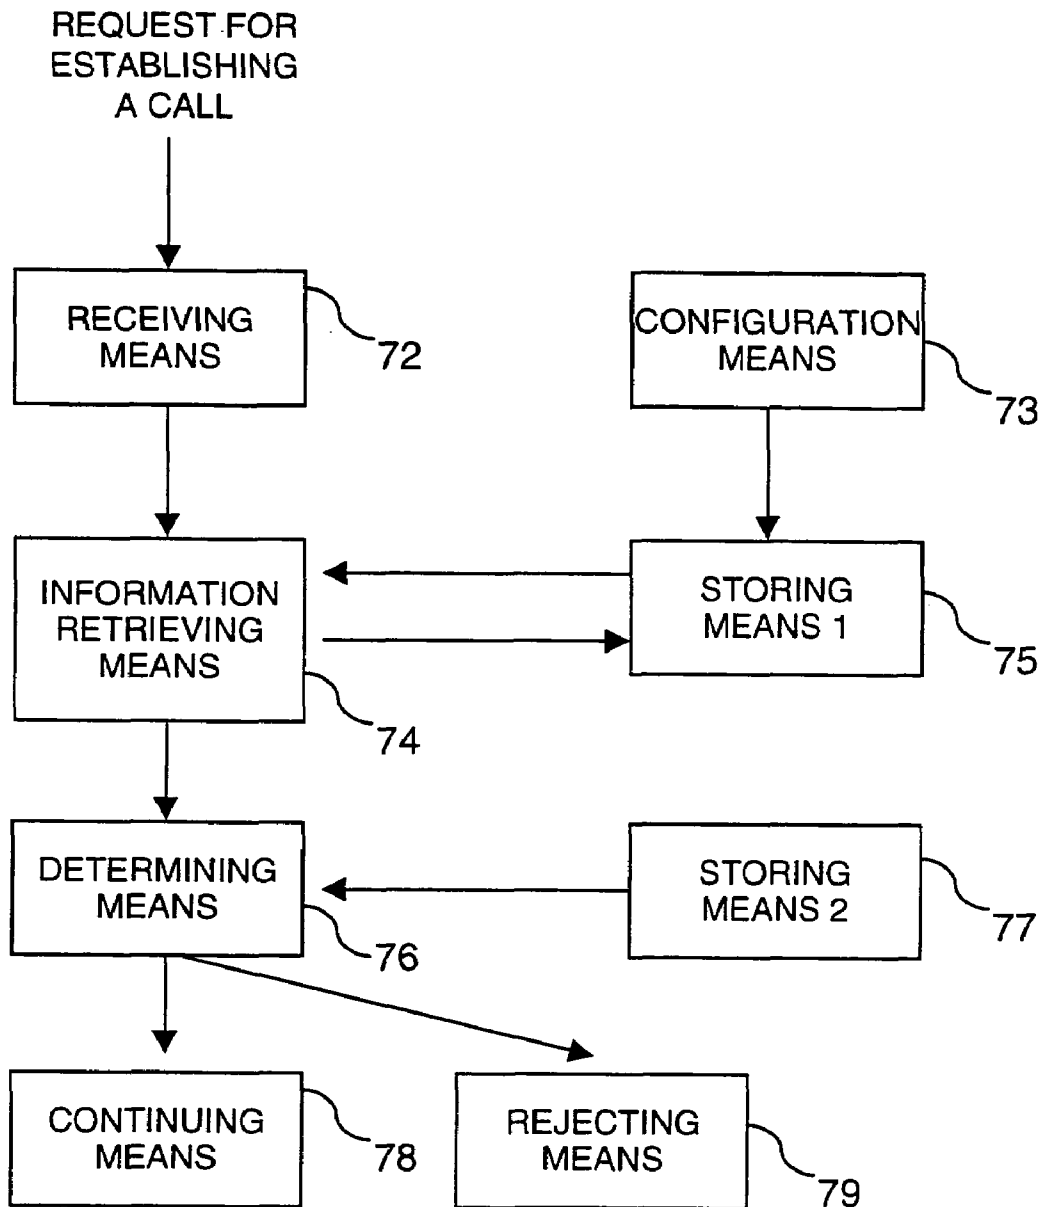 REQUEST FOR
ESTABLISHING
A CALL
RECEIVING
MEANS
72
CONFIGURATION
MEANS
73
INFORMATION
RETRIEVING
MEANS
74
STORING
MEANS 1
75
DETERMINING
MEANS
76
STORING
MEANS 2
77
CONTINUING
MEANS
78
REJECTING
MEANS
79